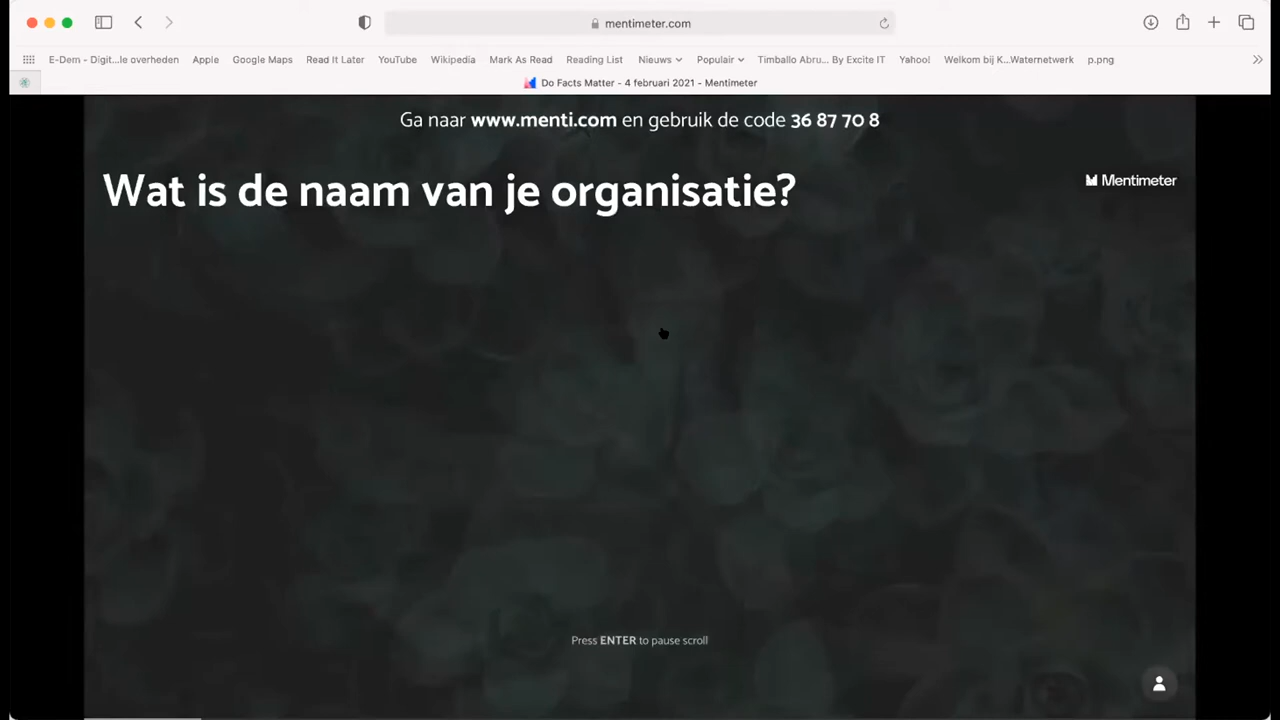 mentimeter.com
E-Dem - Digit...le overheden Apple Google Maps Read It Later YouTube Wikipedia Mark As Read Reading List Nieuws Populair Timballo Abru... By Excite IT Yahoo! Welkom bij K...Waternetwerk p.png
Do Facts Matter - 4 februari 2021 - Mentimeter
Ga naar www.menti.com en gebruik de code 36 87 70 8
Wat is de naam van je organisatie?
Mentimeter
Press ENTER to pause scroll